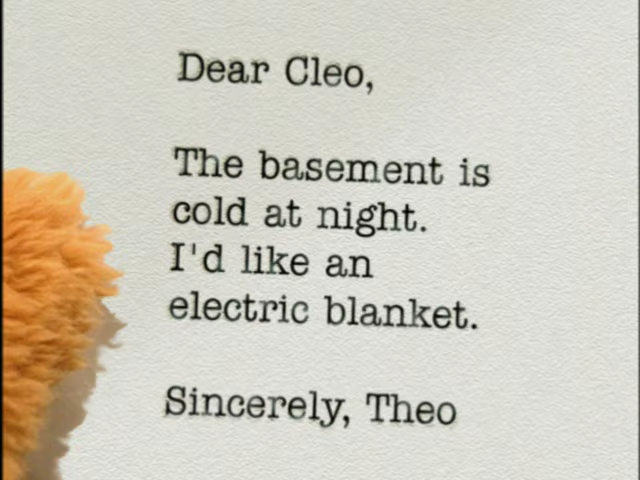 Dear Cleo,
The basement is
cold at night.
I'd like an
electric blanket.
Sincerely, Theo